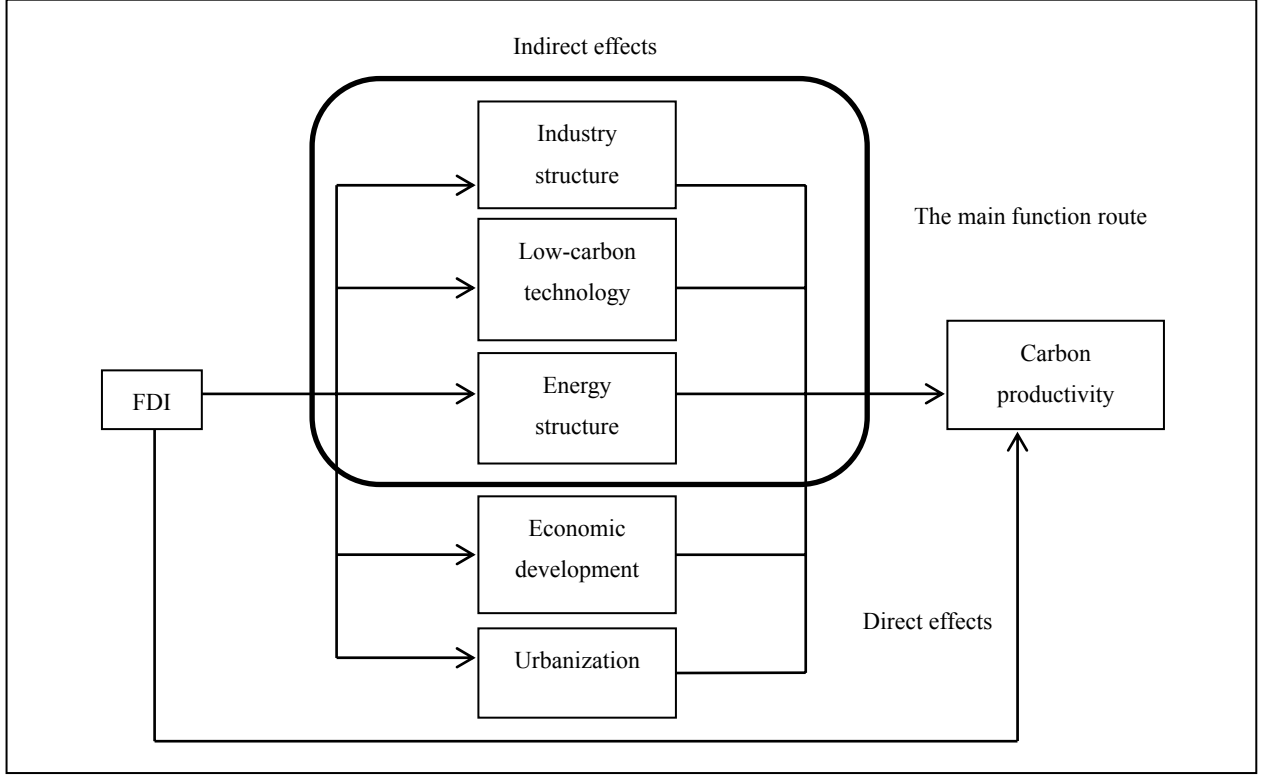 Indirect effects
Industry
structure
The main function route
Low-carbon
technology
Carbon
productivity
FDI
Energy
structure
Economic
development
Direct effects
Urbanization